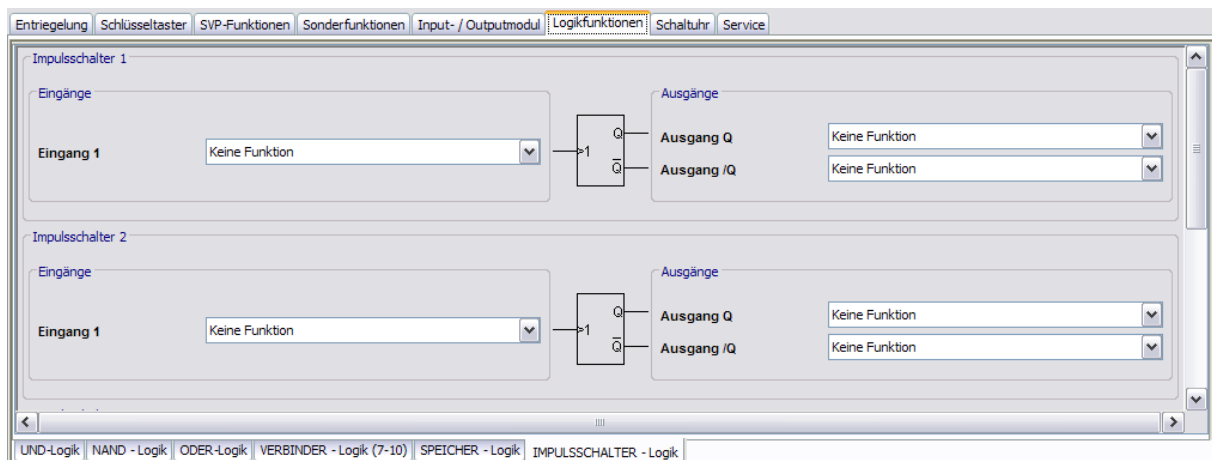 Entriegelung Schlüsseltaster SVP-Funktionen Sonderfunktionen Input- / Outputmodul Logikfunktionen Schaltuhr Service
Impulsschalter 1
Eingänge
Ausgänge
Eingang 1 Keine Funktion
1 Q Q̅
Ausgang Q Keine Funktion
Ausgang /Q Keine Funktion
Impulsschalter 2
Eingänge
Ausgänge
Eingang 1 Keine Funktion
1 Q Q̅
Ausgang Q Keine Funktion
Ausgang /Q Keine Funktion
UND-Logik NAND - Logik ODER-Logik VERBINDER - Logik (7-10) SPEICHER - Logik IMPULSSCHALTER - Logik